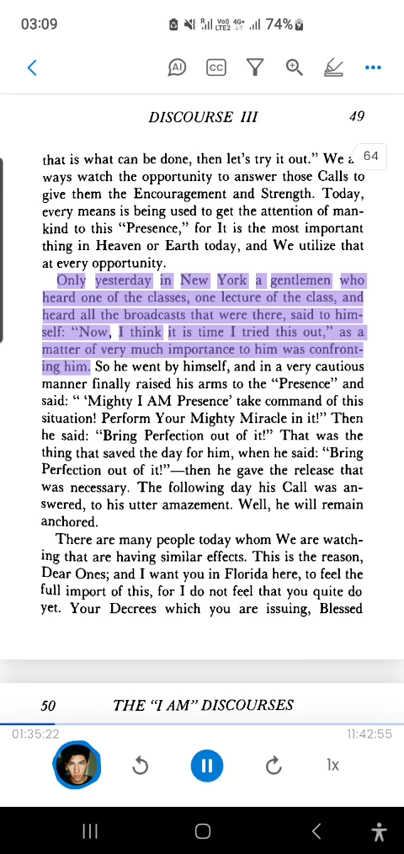 03:09
R
Vo))
LTE2
4G+
74%
AI
CC
DISCOURSE III
49
64
that is what can be done, then let's try it out." We a
ways watch the opportunity to answer those Calls to
give them the Encouragement and Strength. Today,
every means is being used to get the attention of man-
kind to this "Presence," for It is the most important
thing in Heaven or Earth today, and We utilize that
at every opportunity.
Only yesterday in New York a gentlemen who
heard one of the classes, one lecture of the class, and
heard all the broadcasts that were there, said to him-
self: "Now, I think it is time I tried this out," as a
matter of very much importance to him was confront-
ing him. So he went by himself, and in a very cautious
manner finally raised his arms to the "Presence" and
said: " 'Mighty I AM Presence' take command of this
situation! Perform Your Mighty Miracle in it!" Then
he said: "Bring Perfection out of it!" That was the
thing that saved the day for him, when he said: "Bring
Perfection out of it!"—then he gave the release that
was necessary. The following day his Call was an-
swered, to his utter amazement. Well, he will remain
anchored.
There are many people today whom We are watch-
ing that are having similar effects. This is the reason,
Dear Ones; and I want you in Florida here, to feel the
full import of this, for I do not feel that you quite do
yet. Your Decrees which you are issuing, Blessed
50
THE "I AM" DISCOURSES
01:35:22
11:42:55
1x